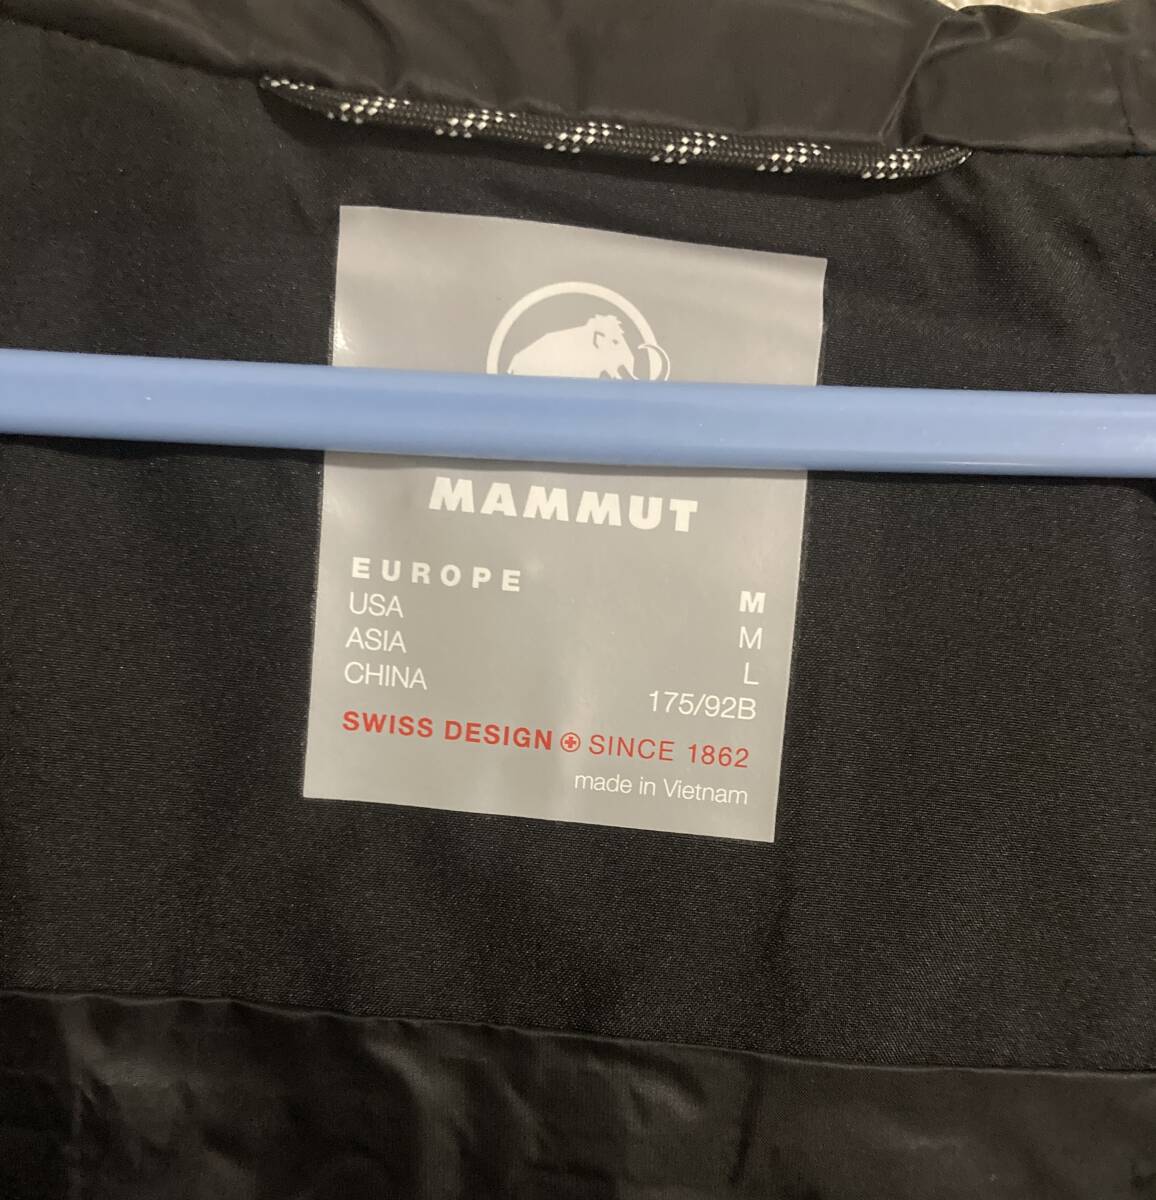 MAMMUT
EUROPE M
USA M
ASIA L
CHINA 175/92B
SWISS DESIGN SINCE 1862
made in Vietnam